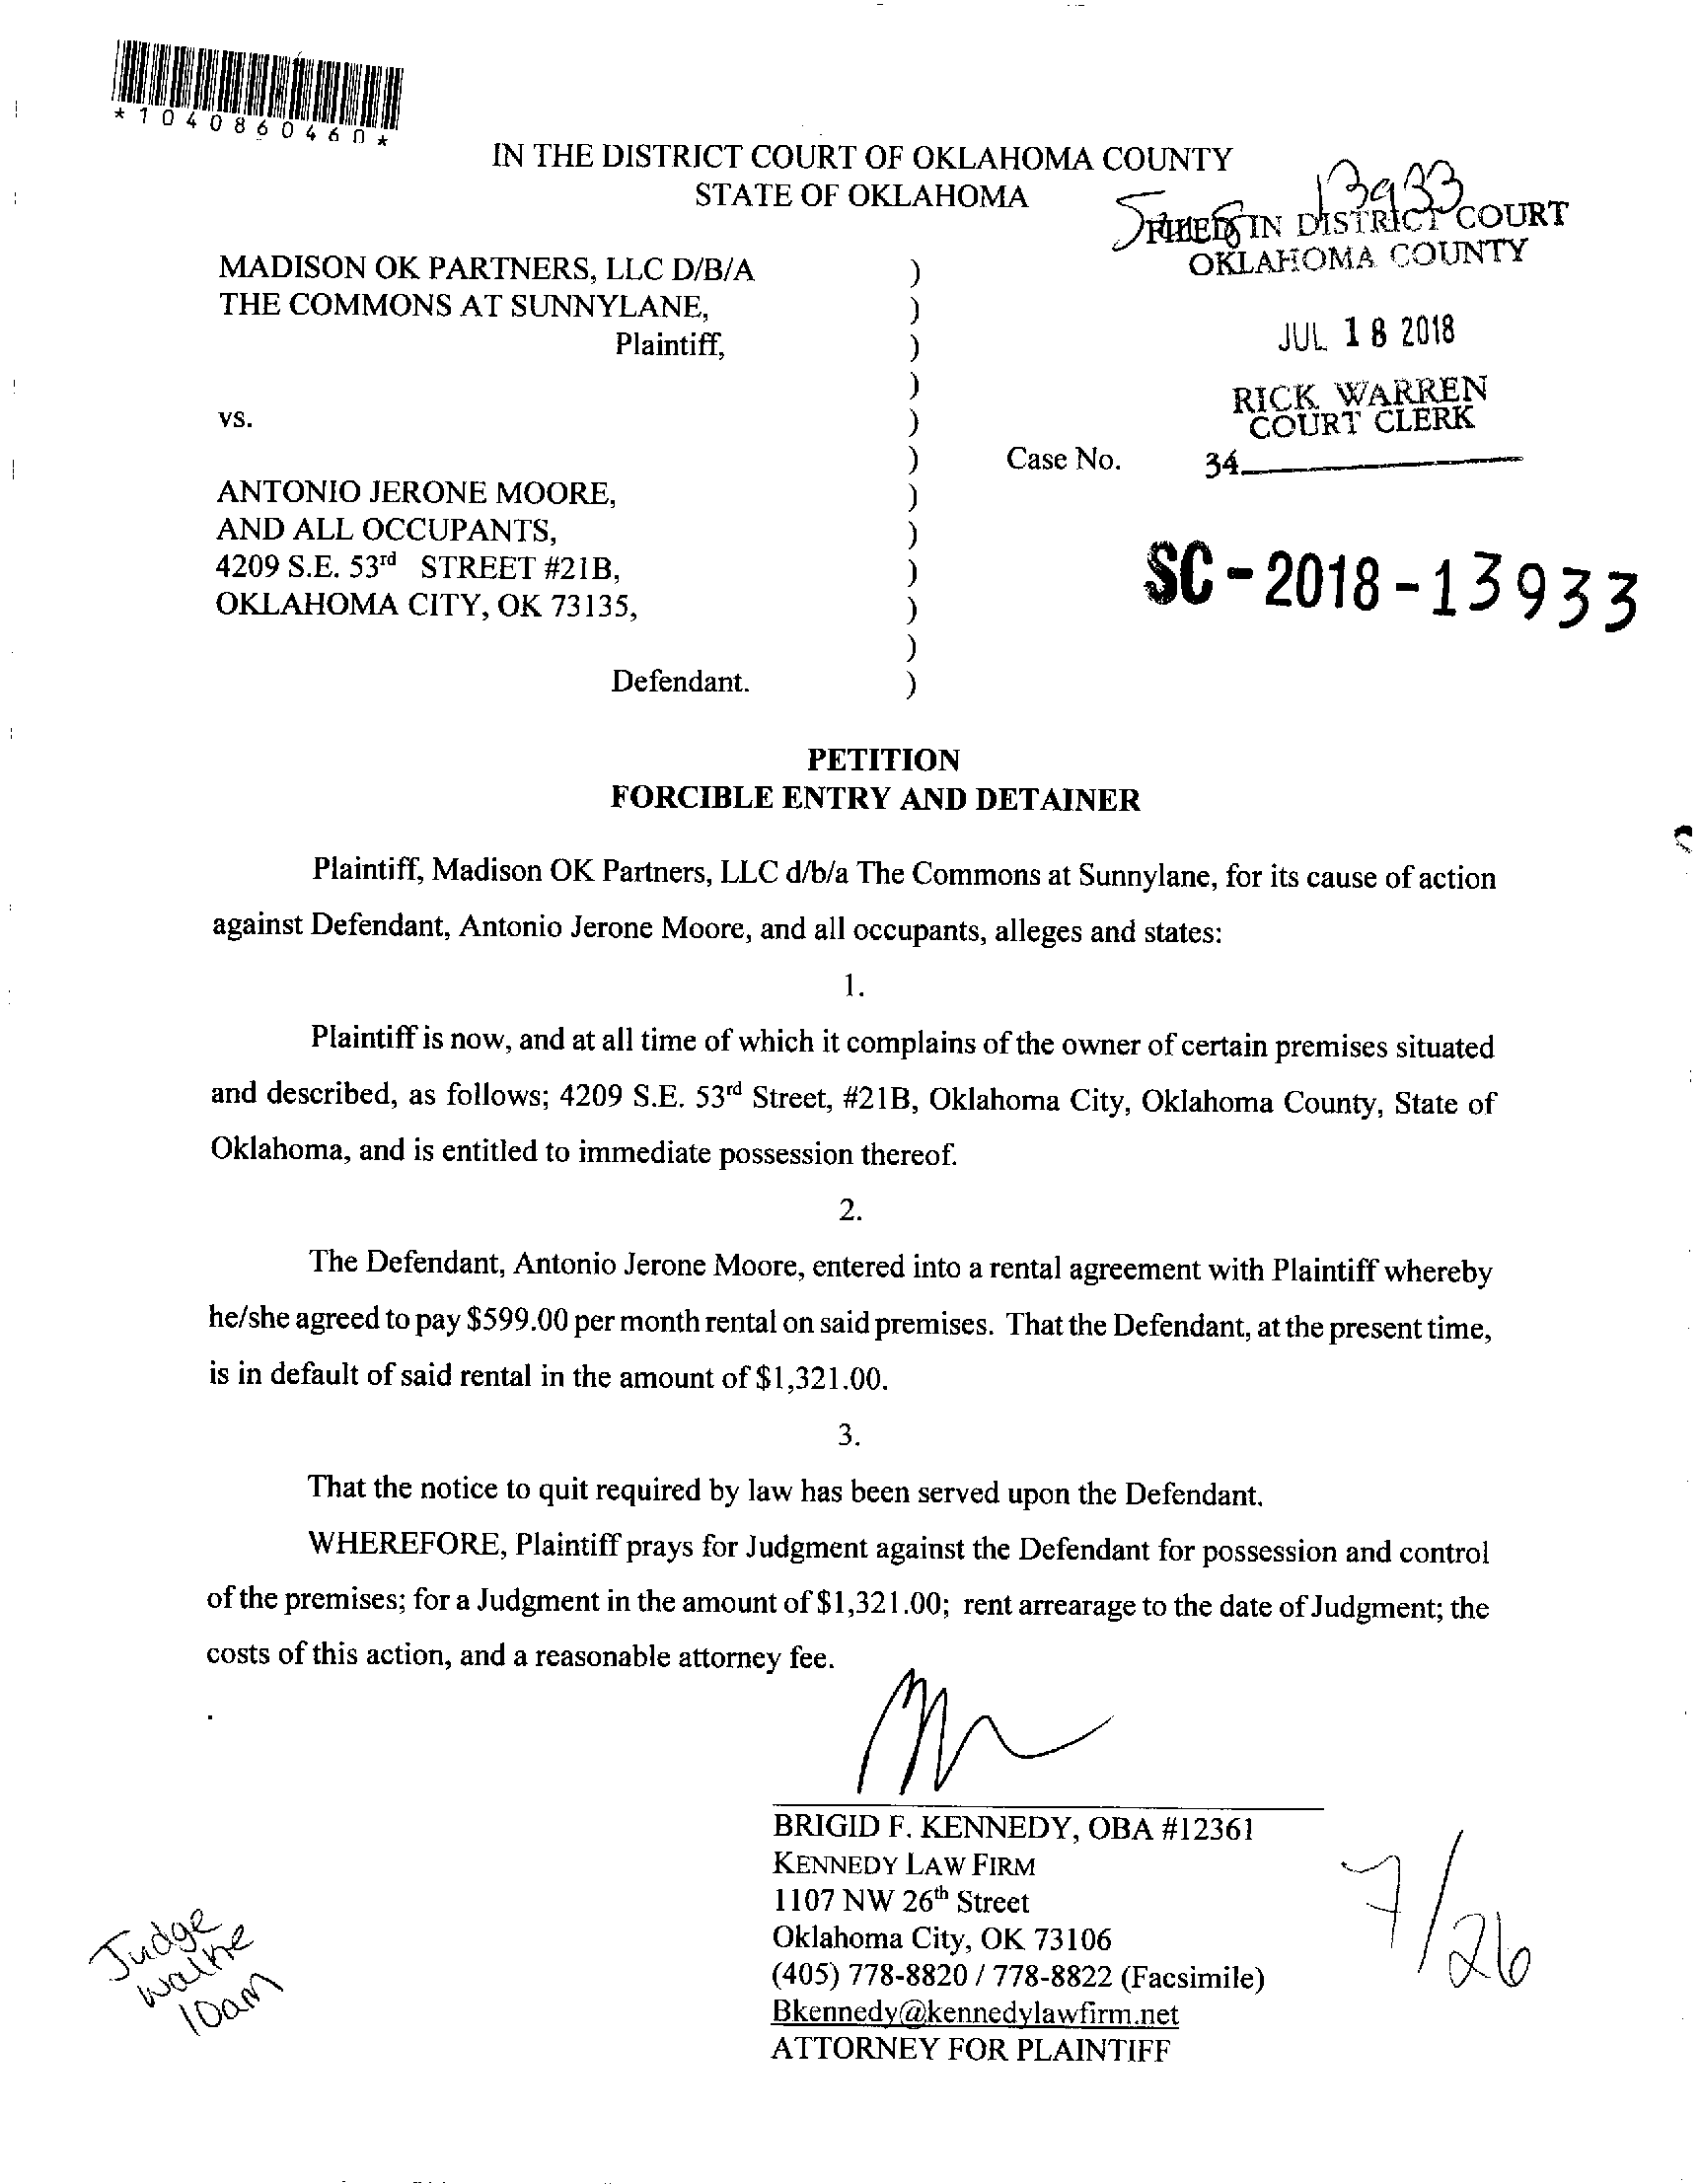 *1040860460*
IN THE DISTRICT COURT OF OKLAHOMA COUNTY
STATE OF OKLAHOMA
13933
FILED IN DISTRICT COURT
OKLAHOMA COUNTY
MADISON OK PARTNERS, LLC D/B/A )
THE COMMONS AT SUNNYLANE, )
Plaintiff, )
JUL 18 2018
)
RICK WARREN
COURT CLERK
vs. )
) Case No. 34
ANTONIO JERONE MOORE, )
AND ALL OCCUPANTS, )
4209 S.E. 53rd STREET #21B, )
OKLAHOMA CITY, OK 73135, )
SC-2018-13933
)
Defendant. )
PETITION
FORCIBLE ENTRY AND DETAINER
Plaintiff, Madison OK Partners, LLC d/b/a The Commons at Sunnylane, for its cause of action
against Defendant, Antonio Jerone Moore, and all occupants, alleges and states:
1.
Plaintiff is now, and at all time of which it complains of the owner of certain premises situated
and described, as follows; 4209 S.E. 53rd Street, #21B, Oklahoma City, Oklahoma County, State of
Oklahoma, and is entitled to immediate possession thereof.
2.
The Defendant, Antonio Jerone Moore, entered into a rental agreement with Plaintiff whereby
he/she agreed to pay $599.00 per month rental on said premises. That the Defendant, at the present time,
is in default of said rental in the amount of $1,321.00.
3.
That the notice to quit required by law has been served upon the Defendant.
WHEREFORE, Plaintiff prays for Judgment against the Defendant for possession and control
of the premises; for a Judgment in the amount of $1,321.00; rent arrearage to the date of Judgment; the
costs of this action, and a reasonable attorney fee.
BRIGID F. KENNEDY, OBA #12361
KENNEDY LAW FIRM
1107 NW 26th Street
Oklahoma City, OK 73106
(405) 778-8820 / 778-8822 (Facsimile)
Bkennedy@kennedylawfirm.net
ATTORNEY FOR PLAINTIFF
7/26
Judge
Walke
10am